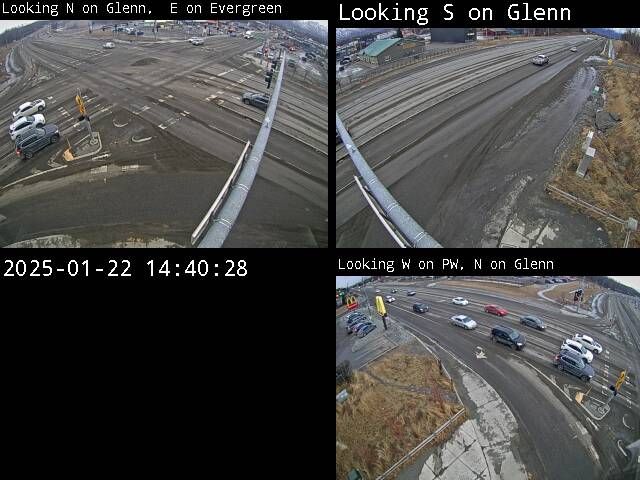 Looking N on Glenn,  E on Evergreen
Looking S on Glenn
2025-01-22 14:40:28
Looking W on PW, N on Glenn